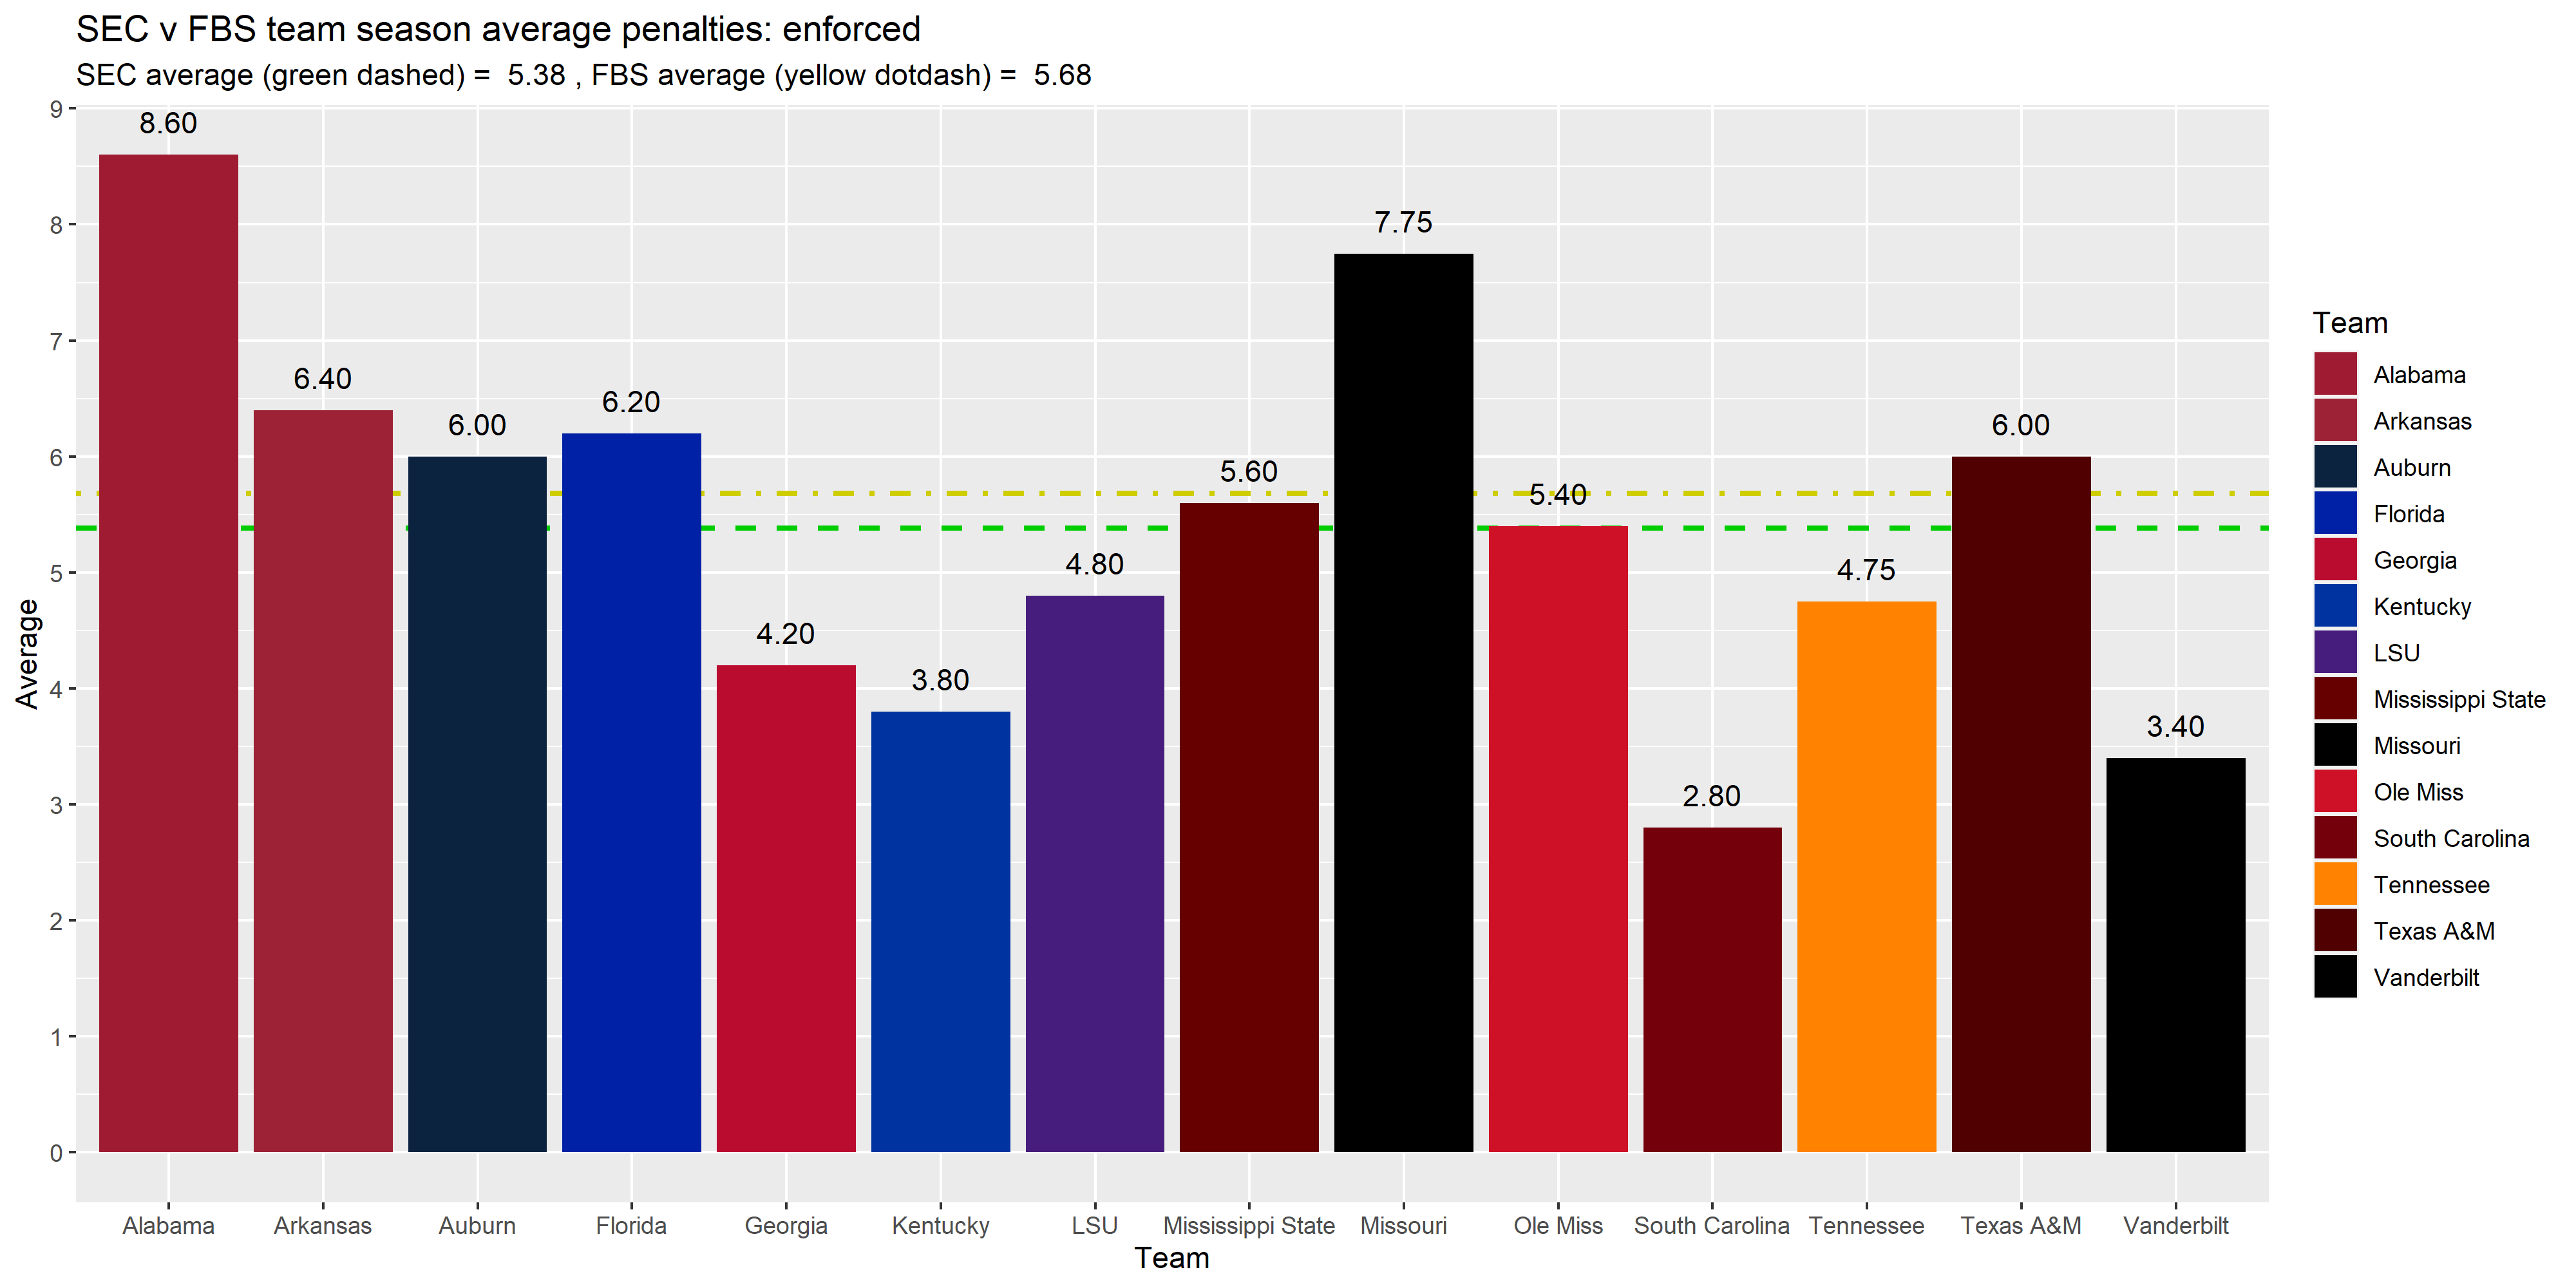 SEC v FBS team season average penalties: enforced
SEC average (green dashed) =  5.38 , FBS average (yellow dotdash) =  5.68
9
8
7
6
5
4
3
2
1
0
Average
8.60
6.40
6.00
6.20
4.20
3.80
4.80
5.60
7.75
5.40
2.80
4.75
6.00
3.40
Alabama
Arkansas
Auburn
Florida
Georgia
Kentucky
LSU
Mississippi State
Missouri
Ole Miss
South Carolina
Tennessee
Texas A&M
Vanderbilt
Team
Team
Alabama
Arkansas
Auburn
Florida
Georgia
Kentucky
LSU
Mississippi State
Missouri
Ole Miss
South Carolina
Tennessee
Texas A&M
Vanderbilt